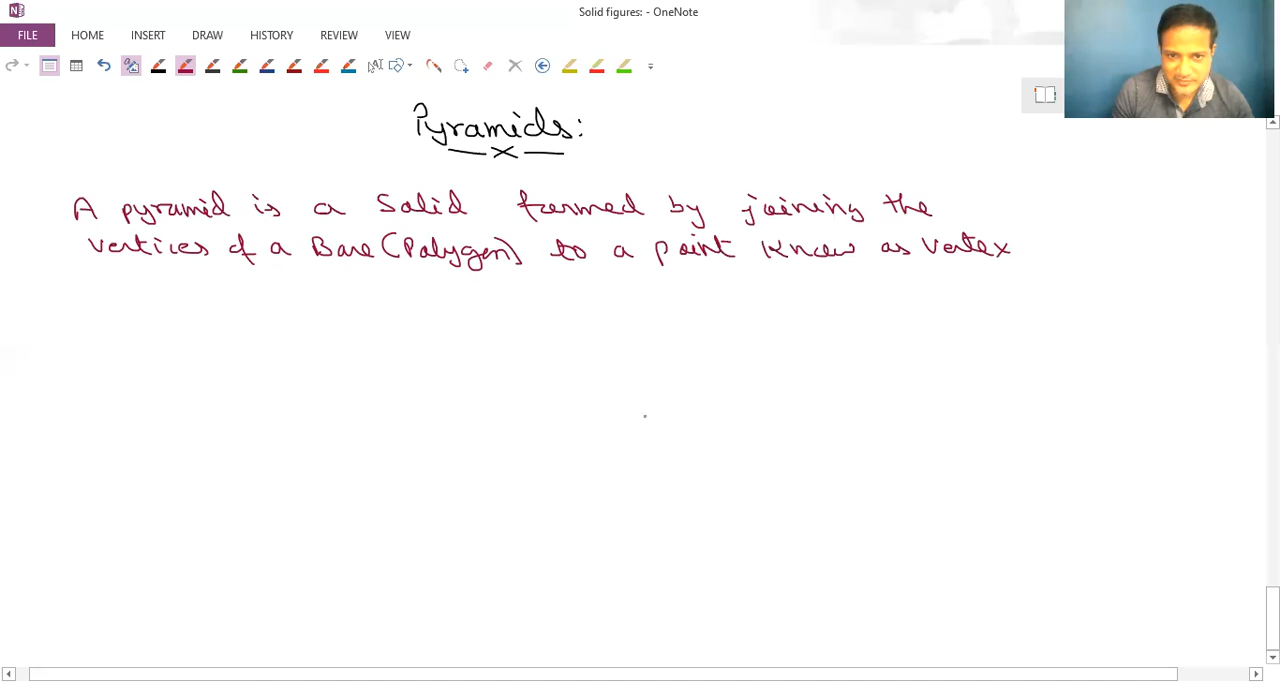 Solid figures: - OneNote
FILE HOME INSERT DRAW HISTORY REVIEW VIEW
Pyramids:
A pyramid is a Solid formed by joining the
vertices of a Base (Polygon) to a point Know as Vertex